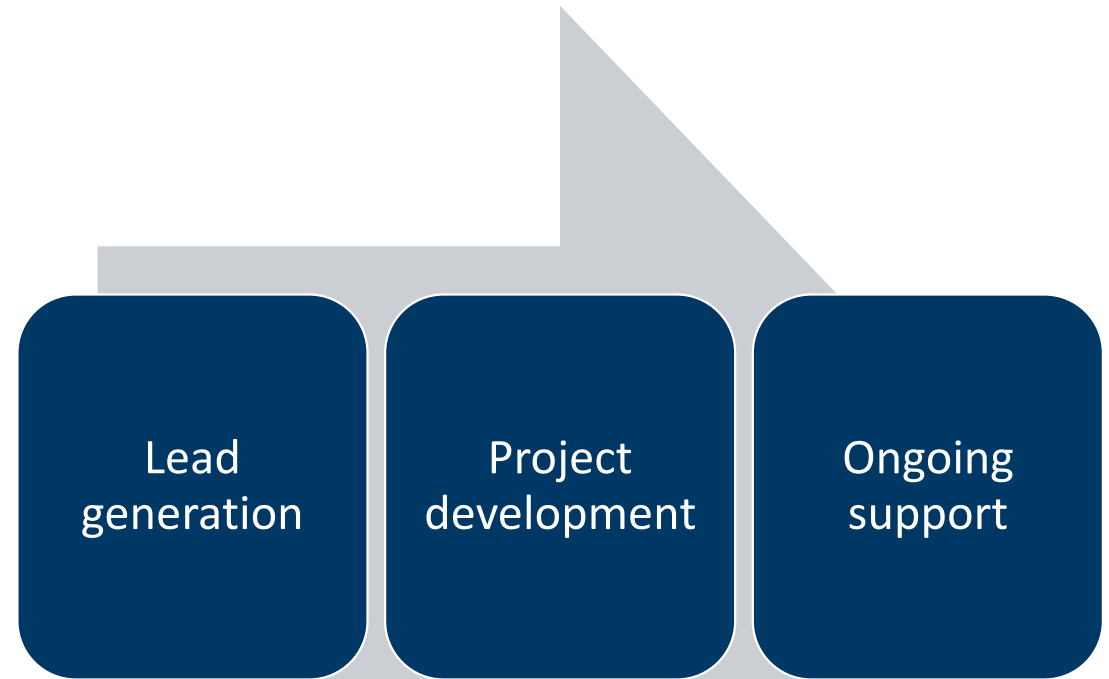 Lead
generation
Project
development
Ongoing
support